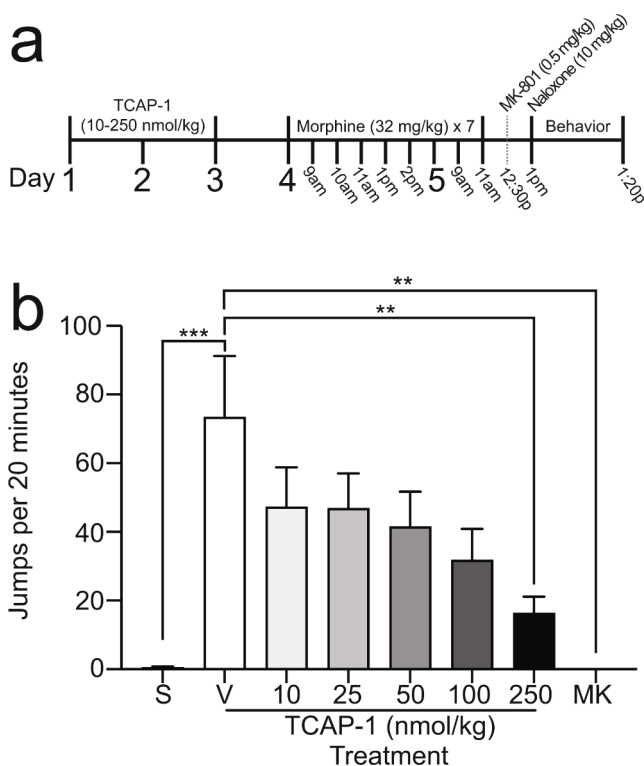 a
MK-801 (0.5 mg/kg)
Naloxone (10 mg/kg)
TCAP-1
(10-250 nmol/kg)
Morphine (32 mg/kg) x 7
Behavior
Day 1 2 3 4 9am 10am 11am 1pm 2pm 5 9am 11am 12:30p 1pm 1:20p
b
**
**
***
Jumps per 20 minutes
100
80
60
40
20
0
S V 10 25 50 100 250 MK
TCAP-1 (nmol/kg)
Treatment